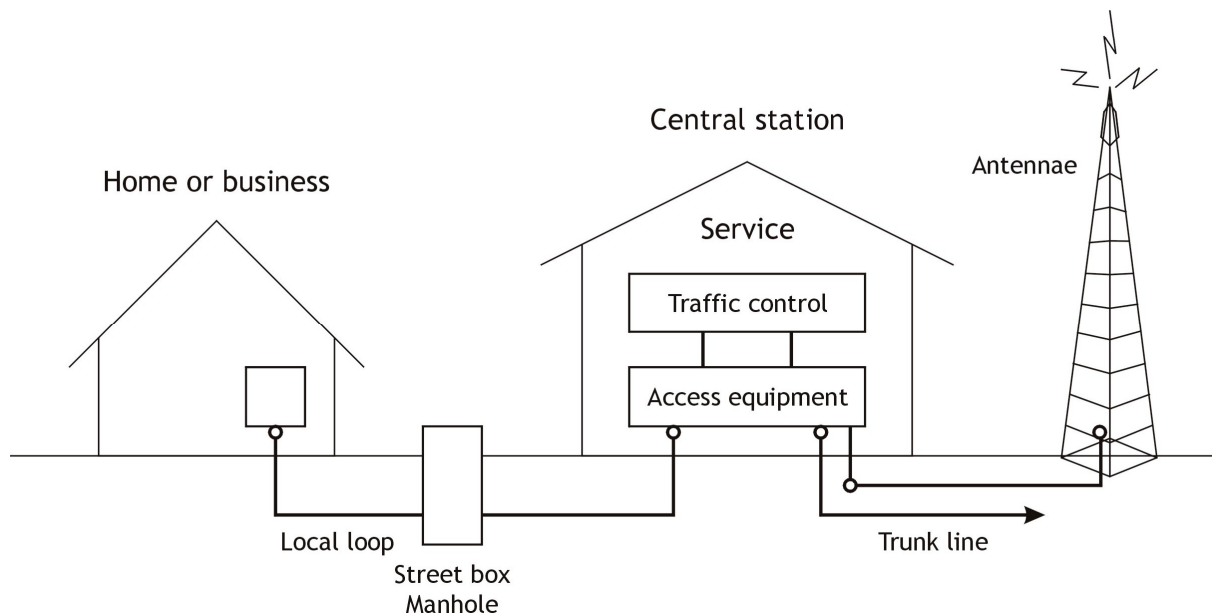 Central station
Antennae
Home or business
Service
Traffic control
Access equipment
Local loop
Trunk line
Street box
Manhole